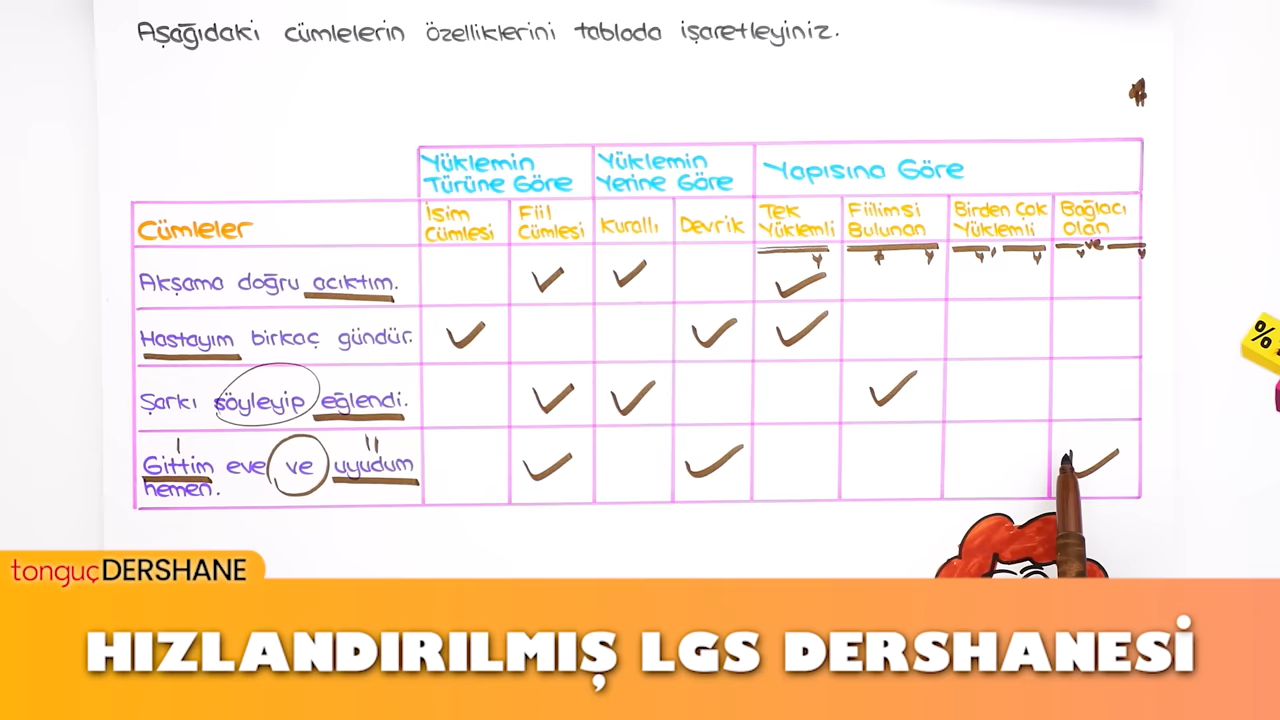 Aşağıdaki cümlelerin özelliklerini tabloda işaretleyiniz.
Yüklemin Türüne Göre
Yüklemin Yerine Göre
Yapısına Göre
Cümleler
İsim Cümlesi
Fiil Cümlesi
Kurallı
Devrik
Tek Yüklemli
Fiilimsi Bulunan
Birden Çok Yüklemli
Bağlacı Olan
ve
Akşama doğru acıktım.
Hastayım birkaç gündür.
Şarkı söyleyip eğlendi.
I II
Gittim eve ve uyudum
hemen.
%
tonguçDERSHANE
HIZLANDIRILMIŞ LGS DERSHANESİ